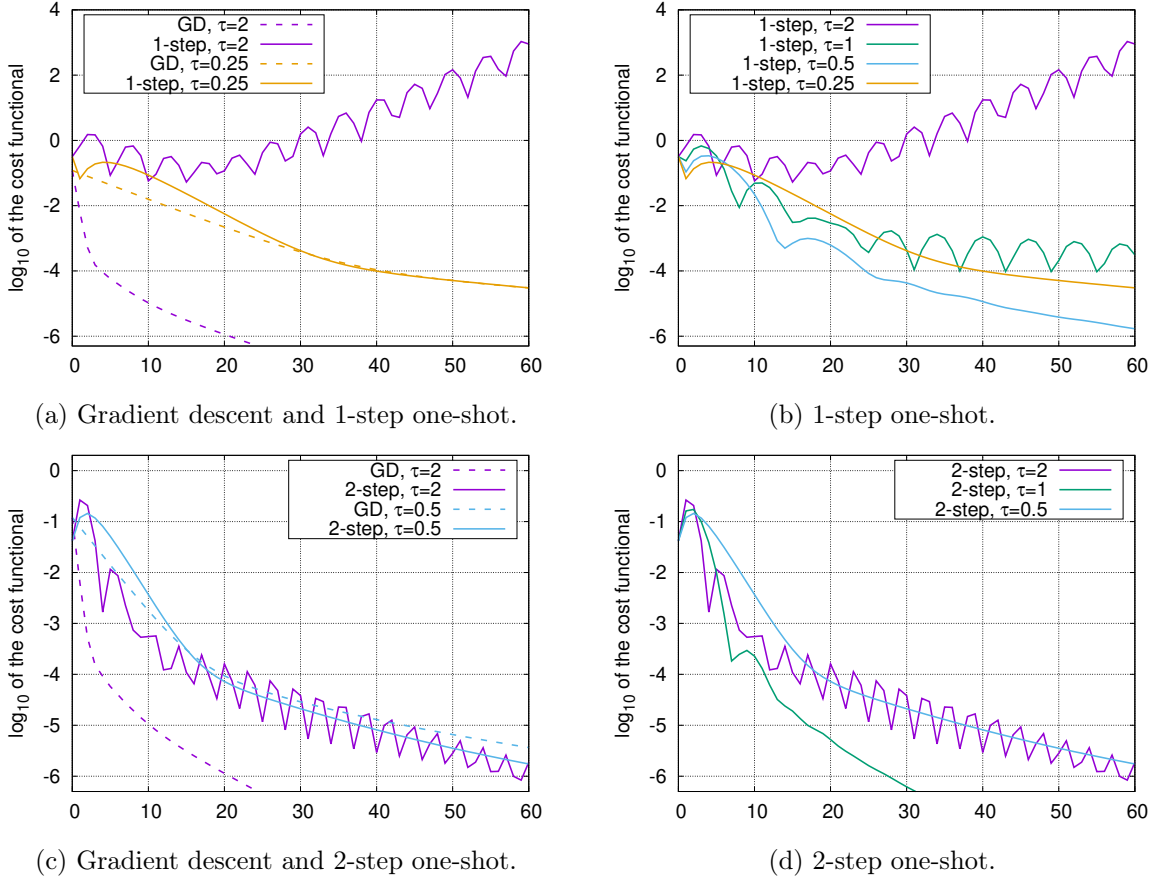 GD, τ=2
1-step, τ=2
GD, τ=0.25
1-step, τ=0.25
log10 of the cost functional
4
2
0
-2
-4
-6
0 10 20 30 40 50 60
(a) Gradient descent and 1-step one-shot.
1-step, τ=2
1-step, τ=1
1-step, τ=0.5
1-step, τ=0.25
log10 of the cost functional
4
2
0
-2
-4
-6
0 10 20 30 40 50 60
(b) 1-step one-shot.
GD, τ=2
2-step, τ=2
GD, τ=0.5
2-step, τ=0.5
log10 of the cost functional
0
-1
-2
-3
-4
-5
-6
0 10 20 30 40 50 60
(c) Gradient descent and 2-step one-shot.
2-step, τ=2
2-step, τ=1
2-step, τ=0.5
log10 of the cost functional
0
-1
-2
-3
-4
-5
-6
0 10 20 30 40 50 60
(d) 2-step one-shot.